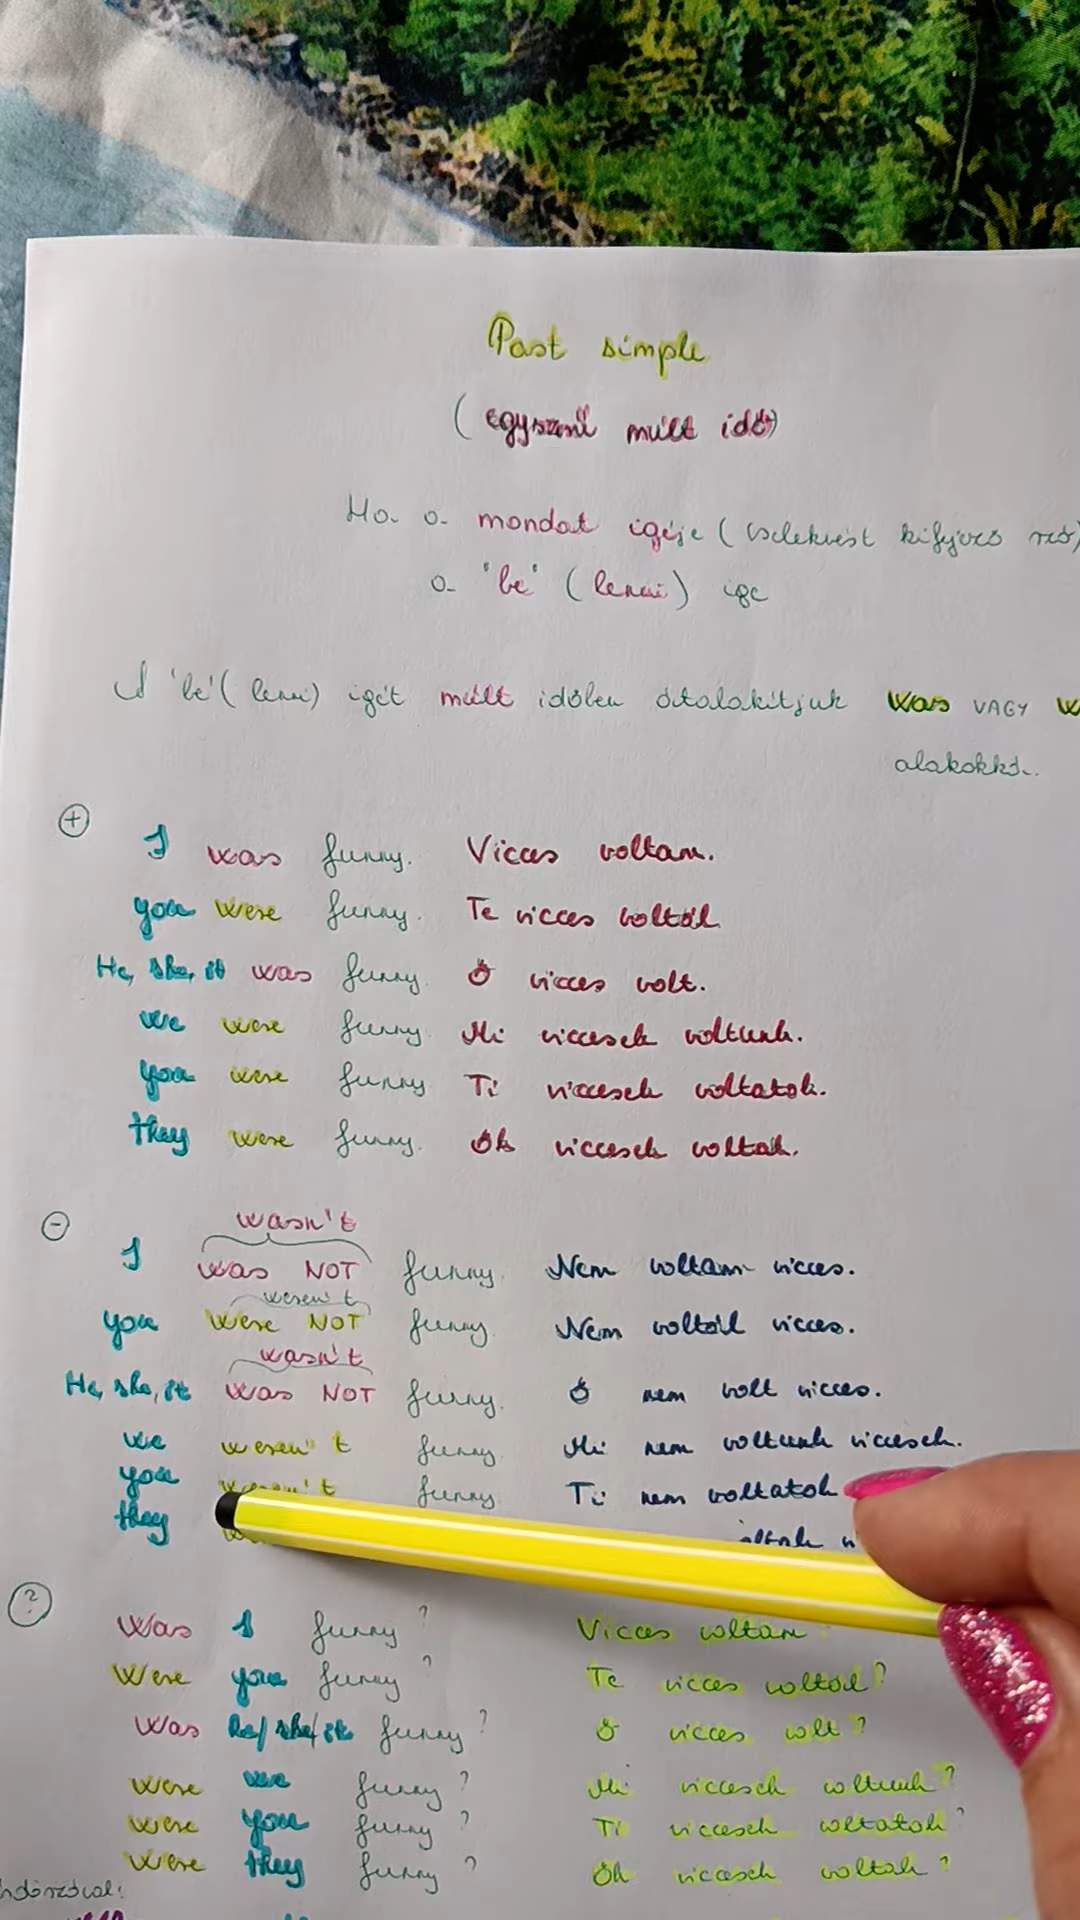 Past simple
(egyszerű múlt idő)
Ha a mondat igéje (cselekvést kifejező szó)
a 'be' (lenni) ige
A 'be' (lenni) igét múlt időben átalakítjuk was VAGY
alakokká.
+
I was funny. Vicces voltam.
you were funny. Te vicces voltál.
He, she, it was funny. Ő vicces volt.
we were funny. Mi viccesek voltunk.
you were funny Ti viccesek voltatok.
they were funny. Ők viccesek voltak.
-
wasn't
I was NOT funny. Nem voltam vicces.
weren't
you were NOT funny. Nem voltál vicces.
wasn't
He, she, it was NOT funny. Ő nem volt vicces.
we weren't funny. Mi nem voltunk viccesek.
you weren't funny Ti nem voltatok
they
?
Was I funny? Vicces voltam
Were you funny? Te vicces voltál?
Was he/she/it funny? Ő vicces volt?
Were we funny? Mi viccesek voltunk?
Were you funny? Ti viccesek voltatok?
Were they funny? Ők viccesek voltak?